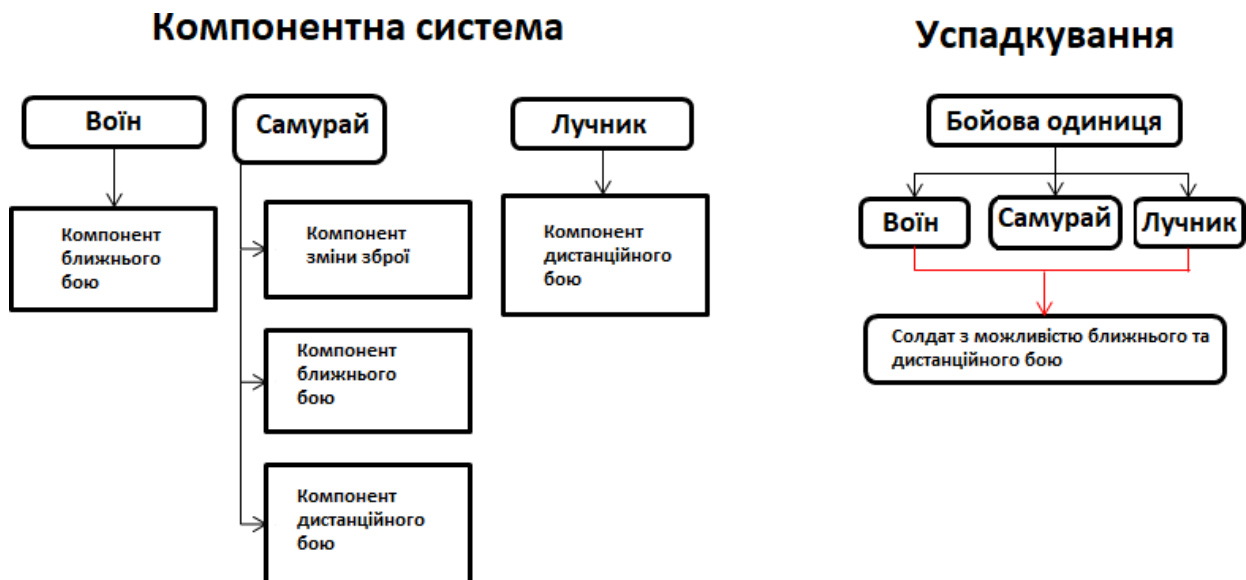 Компонентна система
Успадкування
Воїн
Самурай
Лучник
Компонент
ближнього
бою
Компонент
зміни зброї
Компонент
ближнього
бою
Компонент
дистанційного
бою
Компонент
дистанційного
бою
Бойова одиниця
Воїн
Самурай
Лучник
Солдат з можливістю ближнього та
дистанційного бою